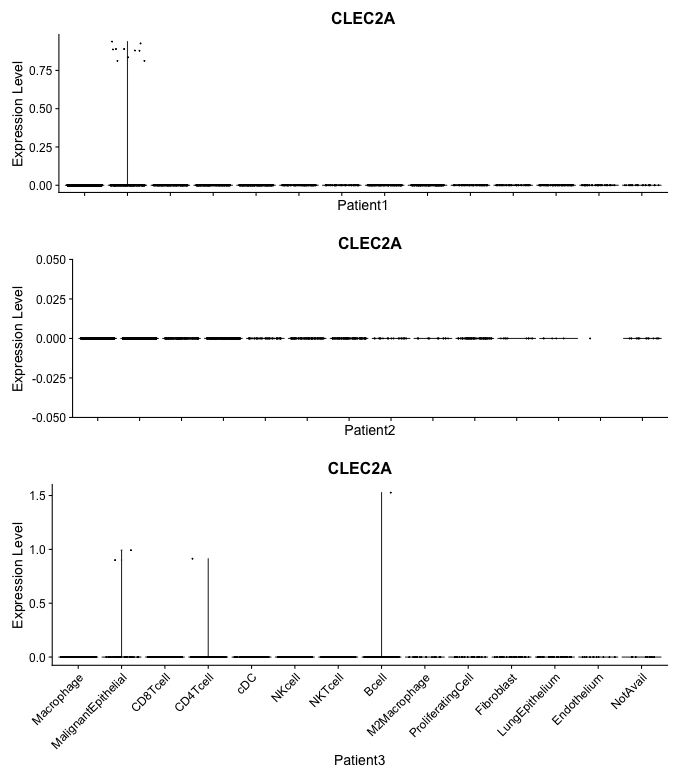 CLEC2A
Expression Level
0.75
0.50
0.25
0.00
Patient1
CLEC2A
Expression Level
0.050
0.025
0.000
-0.025
-0.050
Patient2
CLEC2A
Expression Level
1.5
1.0
0.5
0.0
Macrophage
MalignantEpithelial
CD8Tcell
CD4Tcell
cDC
NKcell
NKTcell
Bcell
M2Macrophage
ProliferatingCell
Fibroblast
LungEpithelium
Endothelium
NotAvail
Patient3